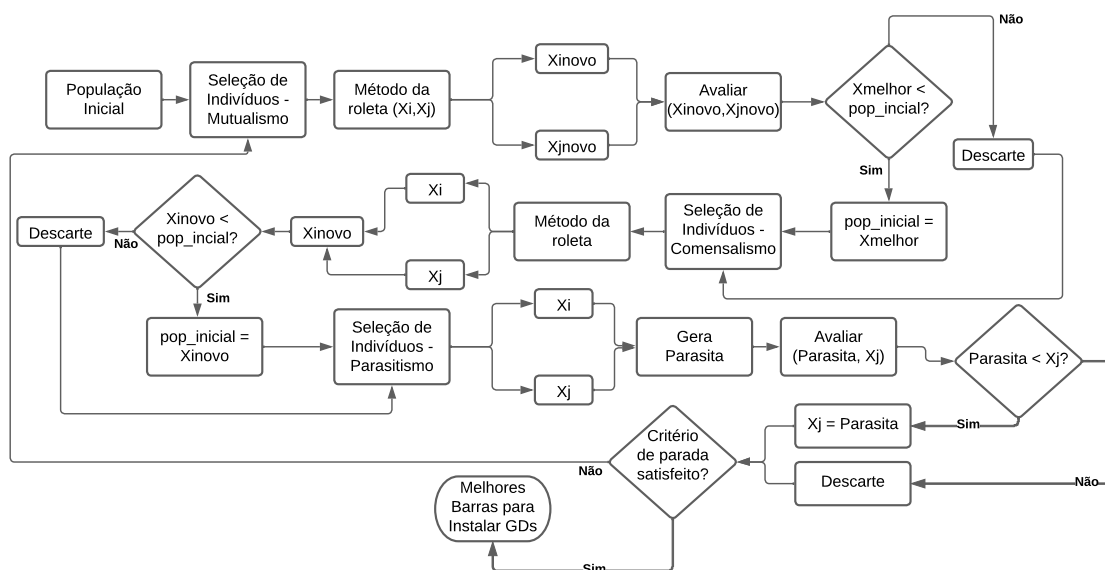 População
Inicial
Seleção de
Indivíduos -
Mutualismo
Método da
roleta (Xi,Xj)
Xinovo
Xjnovo
Avaliar
(Xinovo,Xjnovo)
Xmelhor <
pop_incial?
Não
Descarte
Sim
pop_inicial =
Xmelhor
Seleção de
Indivíduos -
Comensalismo
Método da
roleta
Xi
Xj
Xinovo
Xinovo <
pop_incial?
Não
Descarte
Sim
pop_inicial =
Xinovo
Seleção de
Indivíduos -
Parasitismo
Xi
Xj
Gera
Parasita
Avaliar
(Parasita, Xj)
Parasita < Xj?
Sim
Xj = Parasita
Não
Descarte
Critério
de parada
satisfeito?
Não
Sim
Melhores
Barras para
Instalar GDs